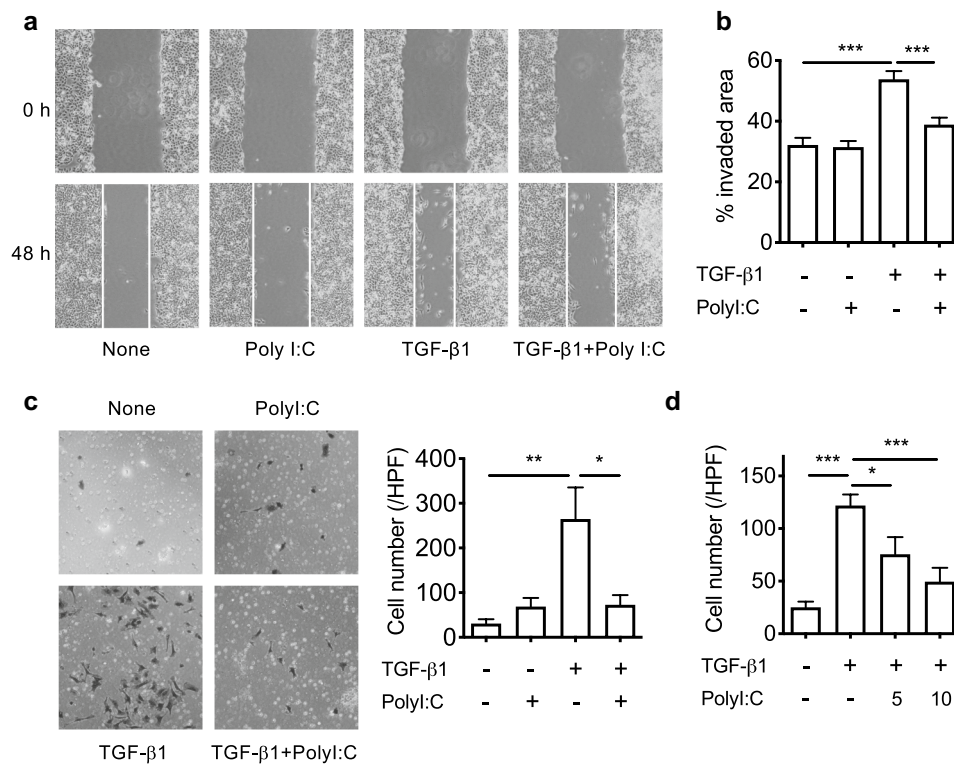 a
0 h
48 h
None Poly I:C TGF-β1 TGF-β1+Poly I:C
b
*** ***
% invaded area
60
40
20
0
TGF-β1 - - + +
PolyI:C - + - +
c
None PolyI:C
TGF-β1 TGF-β1+PolyI:C
** *
Cell number (/HPF)
400
300
200
100
0
TGF-β1 - - + +
PolyI:C - + - +
d
***
*** *
Cell number (/HPF)
150
100
50
0
TGF-β1 - + + +
PolyI:C - - 5 10